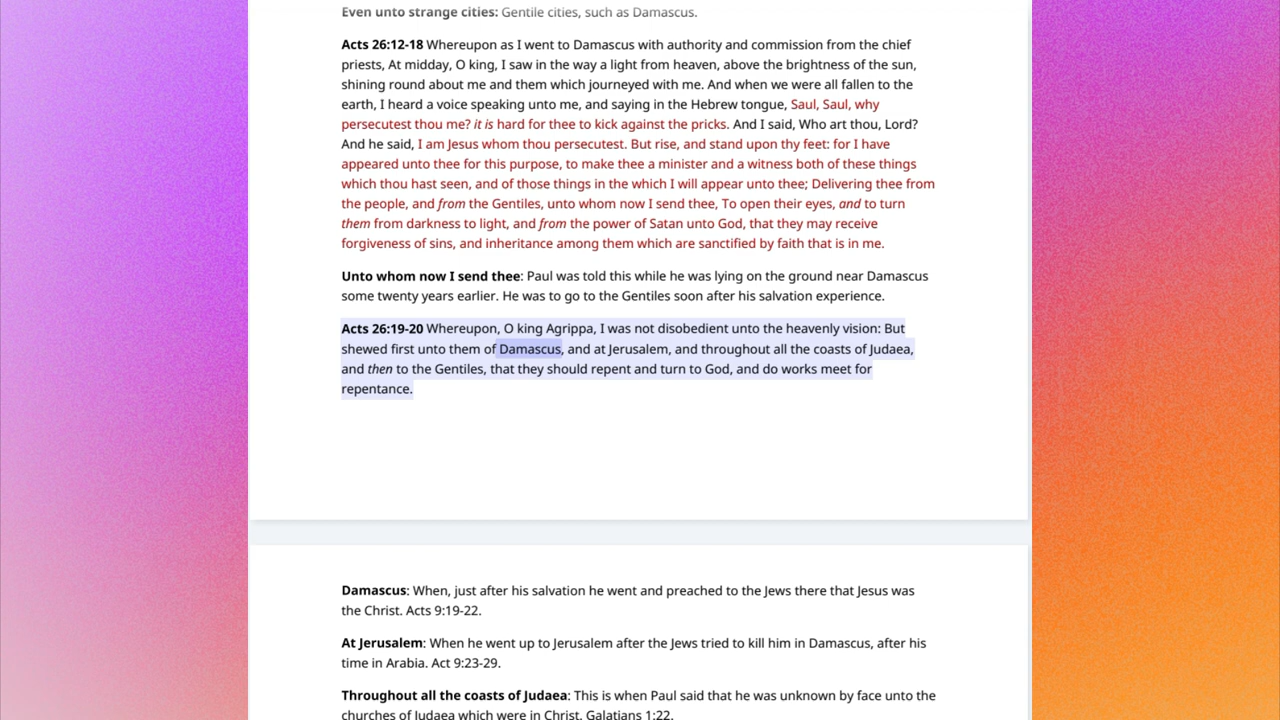 Even unto strange cities: Gentile cities, such as Damascus.
Acts 26:12-18 Whereupon as I went to Damascus with authority and commission from the chief
priests, At midday, O king, I saw in the way a light from heaven, above the brightness of the sun,
shining round about me and them which journeyed with me. And when we were all fallen to the
earth, I heard a voice speaking unto me, and saying in the Hebrew tongue, Saul, Saul, why
persecutest thou me? it is hard for thee to kick against the pricks. And I said, Who art thou, Lord?
And he said, I am Jesus whom thou persecutest. But rise, and stand upon thy feet: for I have
appeared unto thee for this purpose, to make thee a minister and a witness both of these things
which thou hast seen, and of those things in the which I will appear unto thee; Delivering thee from
the people, and from the Gentiles, unto whom now I send thee, To open their eyes, and to turn
them from darkness to light, and from the power of Satan unto God, that they may receive
forgiveness of sins, and inheritance among them which are sanctified by faith that is in me.
Unto whom now I send thee: Paul was told this while he was lying on the ground near Damascus
some twenty years earlier. He was to go to the Gentiles soon after his salvation experience.
Acts 26:19-20 Whereupon, O king Agrippa, I was not disobedient unto the heavenly vision: But
shewed first unto them of Damascus, and at Jerusalem, and throughout all the coasts of Judaea,
and then to the Gentiles, that they should repent and turn to God, and do works meet for
repentance.
Damascus: When, just after his salvation he went and preached to the Jews there that Jesus was
the Christ. Acts 9:19-22.
At Jerusalem: When he went up to Jerusalem after the Jews tried to kill him in Damascus, after his
time in Arabia. Act 9:23-29.
Throughout all the coasts of Judaea: This is when Paul said that he was unknown by face unto the
churches of Judaea which were in Christ. Galatians 1:22.